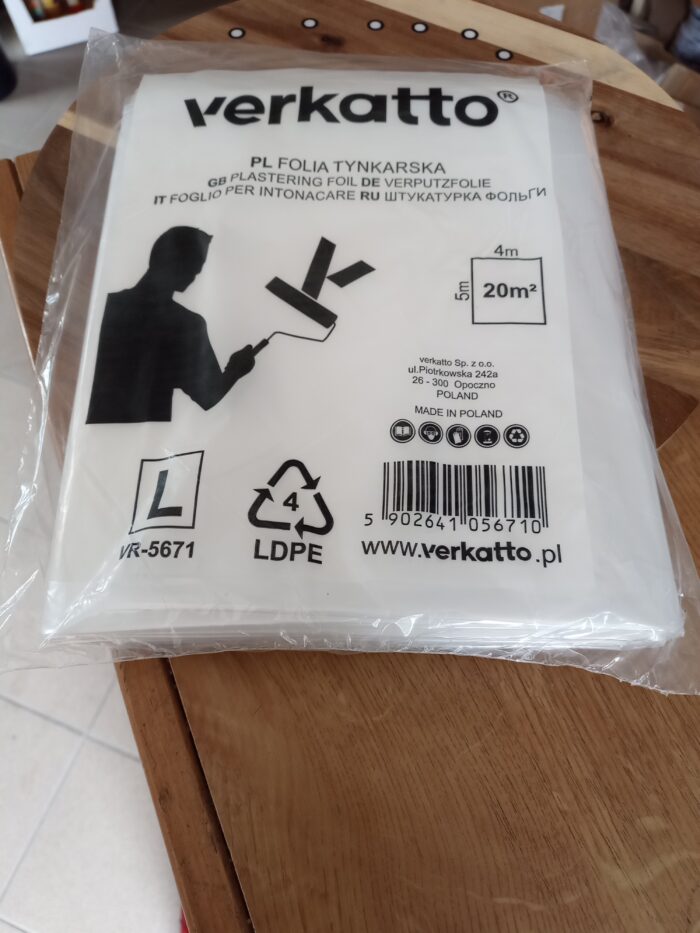 verkatto®
PL FOLIA TYNKARSKA
GB PLASTERING FOIL DE VERPUTZFOLIE
IT FOGLIO PER INTONACARE RU ШТУКАТУРКА ФОЛЬГИ
4m
5m
20m²
verkatto Sp. z o.o.
ul.Piotrkowska 242a
26 - 300 Opoczno
POLAND
MADE IN POLAND
L
VR-5671
4
LDPE
5 902641 056710
www.verkatto.pl